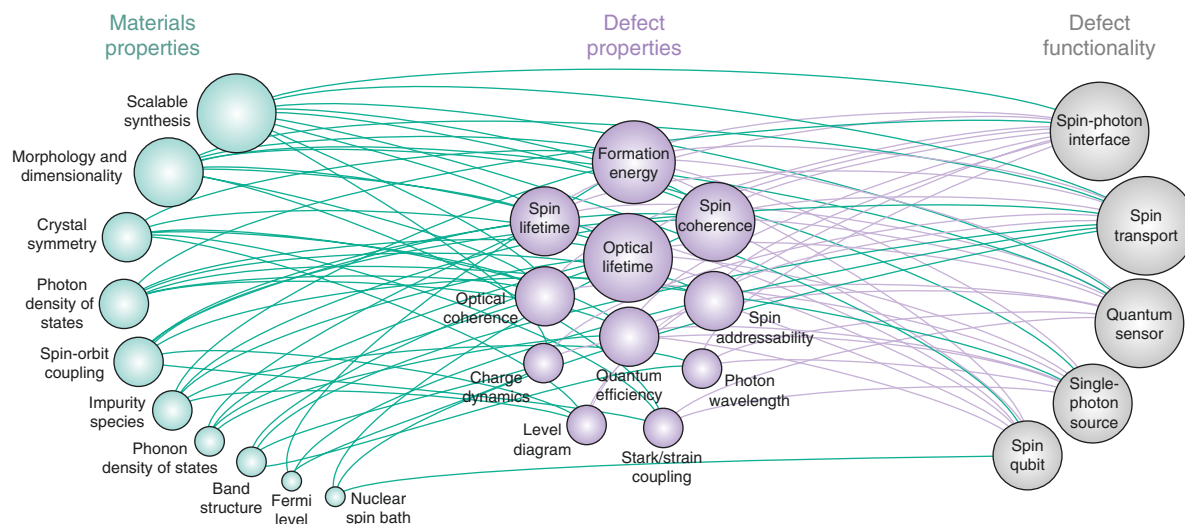 Materials
properties
Defect
properties
Defect
functionality
Scalable
synthesis
Morphology and
dimensionality
Crystal
symmetry
Photon
density of
states
Spin-orbit
coupling
Impurity
species
Phonon
density of states
Band
structure
Fermi
level
Nuclear
spin bath
Formation
energy
Spin
lifetime
Spin
coherence
Optical
lifetime
Optical
coherence
Spin
addressability
Charge
dynamics
Quantum
efficiency
Photon
wavelength
Level
diagram
Stark/strain
coupling
Spin-photon
interface
Spin
transport
Quantum
sensor
Single-
photon
source
Spin
qubit